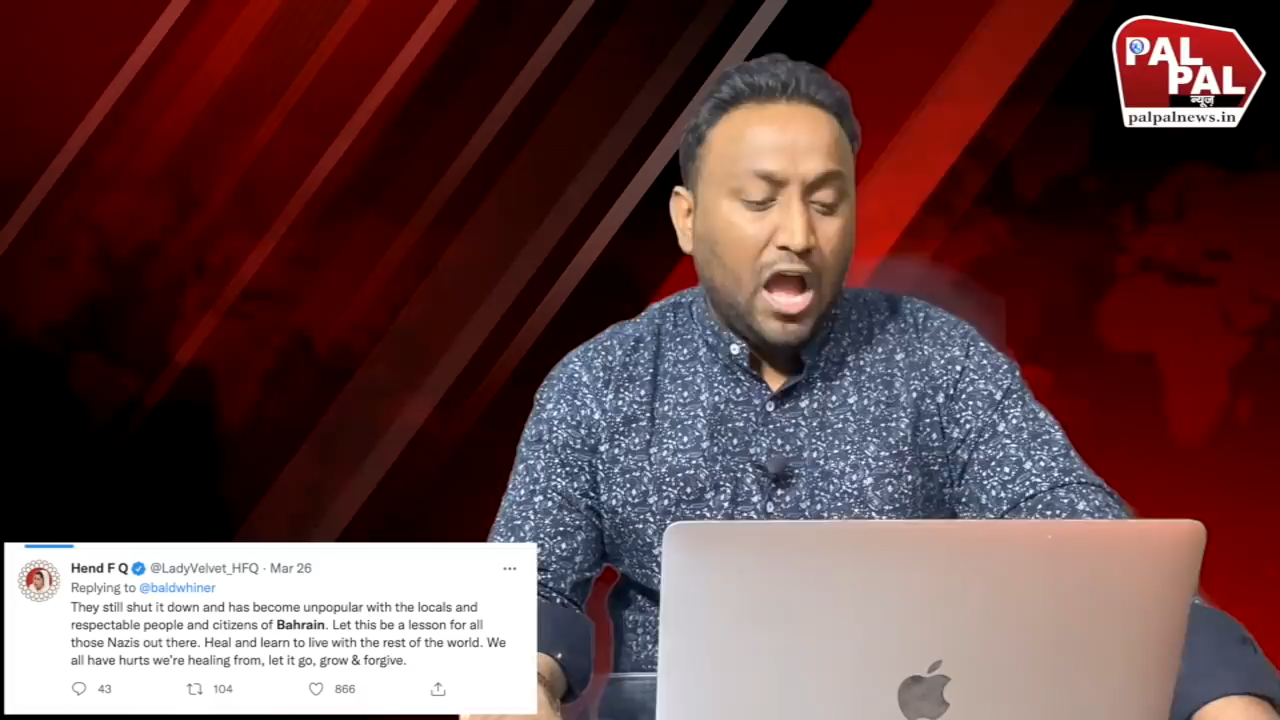 PAL
PAL
न्यूज़
palpalnews.in
Hend F Q @LadyVelvet_HFQ · Mar 26
Replying to @baldwhiner
They still shut it down and has become unpopular with the locals and
respectable people and citizens of Bahrain. Let this be a lesson for all
those Nazis out there. Heal and learn to live with the rest of the world. We
all have hurts we're healing from, let it go, grow & forgive.
43 104 866